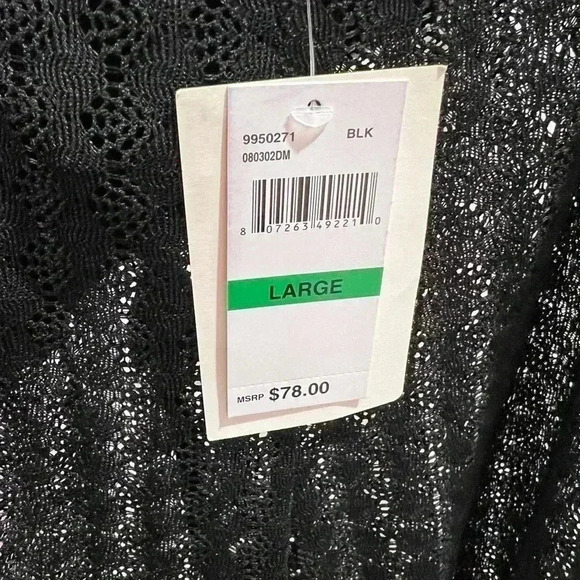 9950271 BLK
080302DM
8 07263 49221 0
LARGE
MSRP $78.00